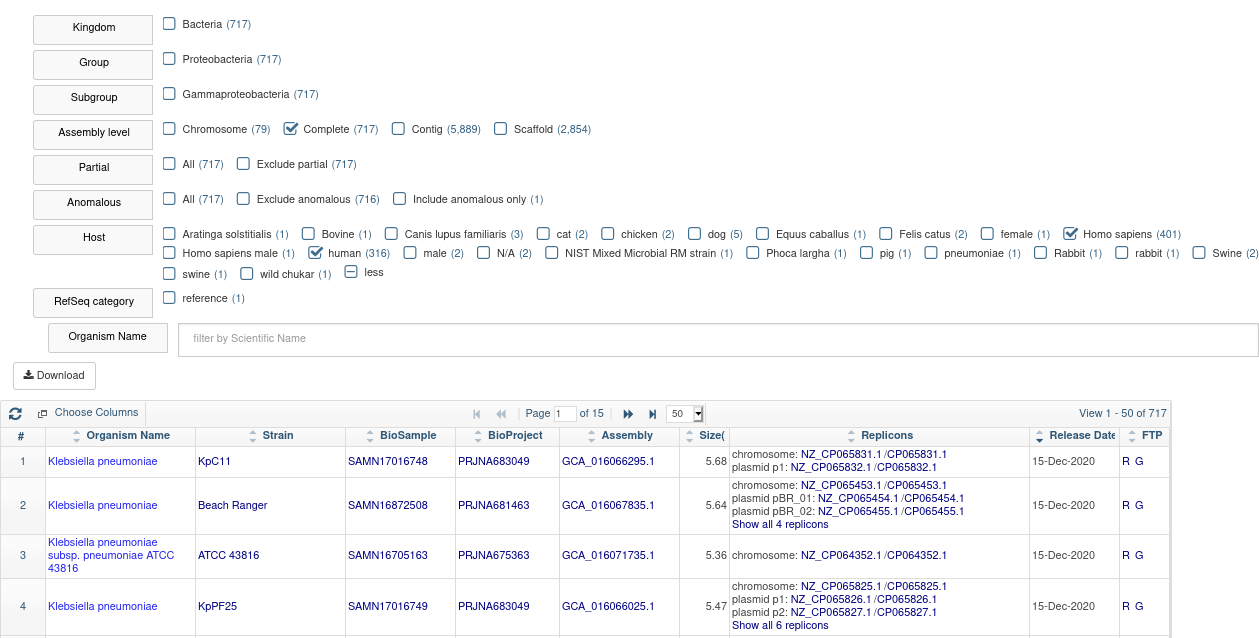 Kingdom Bacteria (717)
Group Proteobacteria (717)
Subgroup Gammaproteobacteria (717)
Assembly level Chromosome (79) Complete (717) Contig (5,889) Scaffold (2,854)
Partial All (717) Exclude partial (717)
Anomalous All (717) Exclude anomalous (716) Include anomalous only (1)
Host Aratinga solstitialis (1) Bovine (1) Canis lupus familiaris (3) cat (2) chicken (2) dog (5) Equus caballus (1) Felis catus (2) female (1) Homo sapiens (401)
Homo sapiens male (1) human (316) male (2) N/A (2) NIST Mixed Microbial RM strain (1) Phoca largha (1) pig (1) pneumoniae (1) Rabbit (1) rabbit (1) Swine (2)
swine (1) wild chukar (1) less
RefSeq category reference (1)
Organism Name filter by Scientific Name
Download
Choose Columns Page 1 of 15 50 View 1 - 50 of 717
# Organism Name Strain BioSample BioProject Assembly Size( Replicons Release Date FTP
1 Klebsiella pneumoniae KpC11 SAMN17016748 PRJNA683049 GCA_016066295.1 5.68 chromosome: NZ_CP065831.1/CP065831.1 15-Dec-2020 R G
plasmid p1: NZ_CP065832.1/CP065832.1
2 Klebsiella pneumoniae Beach Ranger SAMN16872508 PRJNA681463 GCA_016067835.1 5.64 chromosome: NZ_CP065453.1/CP065453.1 15-Dec-2020 R G
plasmid pBR_01: NZ_CP065454.1/CP065454.1
plasmid pBR_02: NZ_CP065455.1/CP065455.1
Show all 4 replicons
3 Klebsiella pneumoniae
subsp. pneumoniae ATCC
43816 ATCC 43816 SAMN16705163 PRJNA675363 GCA_016071735.1 5.36 chromosome: NZ_CP064352.1/CP064352.1 15-Dec-2020 R G
4 Klebsiella pneumoniae KpPF25 SAMN17016749 PRJNA683049 GCA_016066025.1 5.47 chromosome: NZ_CP065825.1/CP065825.1 15-Dec-2020 R G
plasmid p1: NZ_CP065826.1/CP065826.1
plasmid p2: NZ_CP065827.1/CP065827.1
Show all 6 replicons